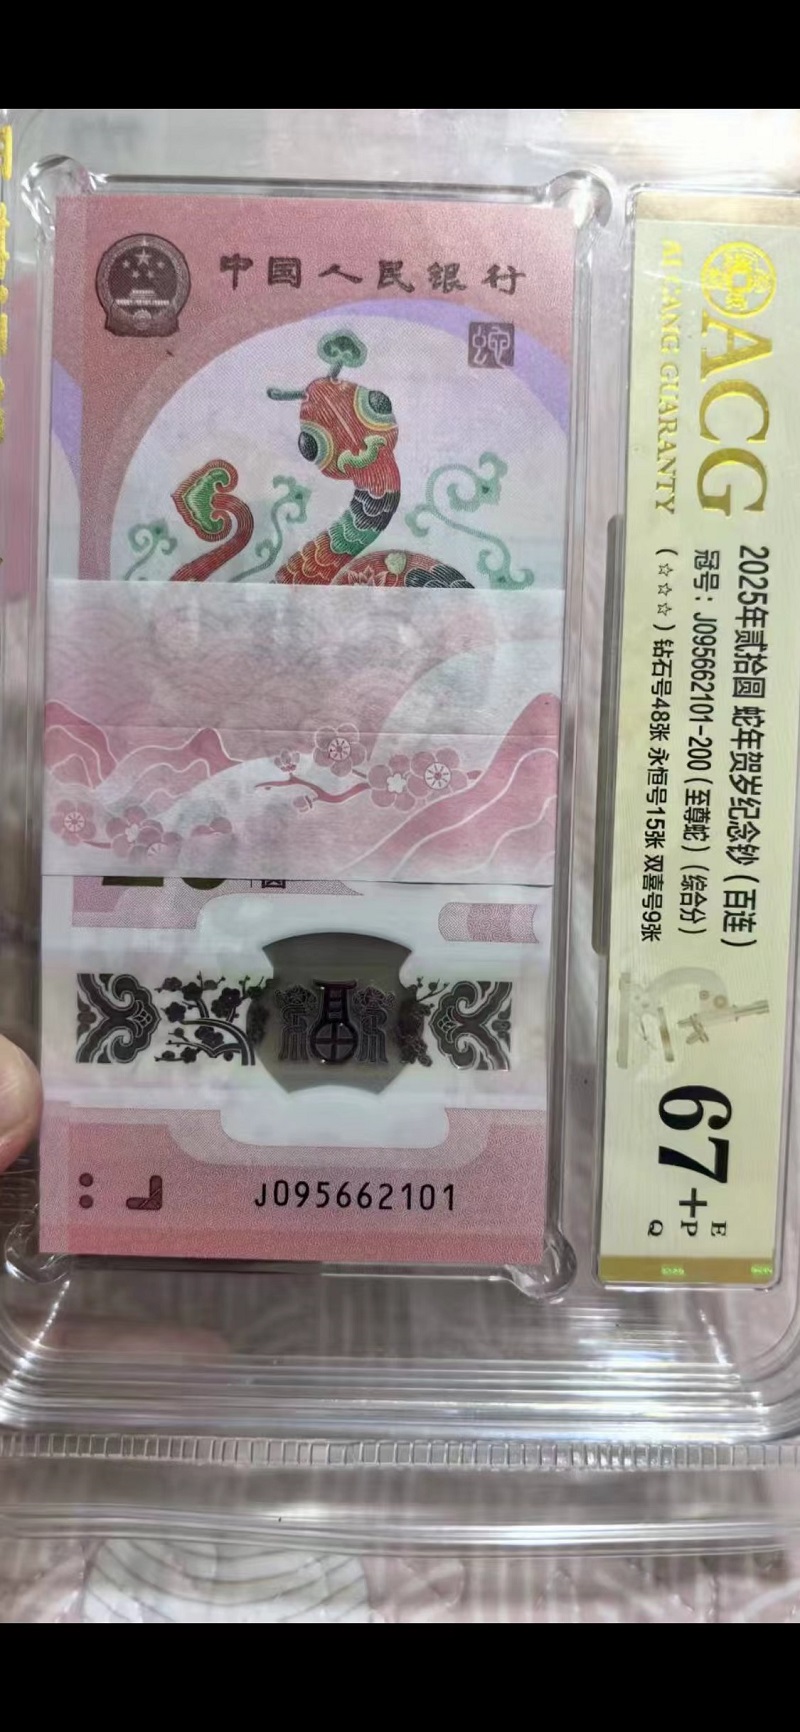 中国人民银行
蛇
J095662101
ACG
AI CANG GUARANTY
2025年贰拾圆 蛇年贺岁纪念钞（百连）
冠号：J095662101-200（至尊蛇）（综合分）
（☆☆☆）钻石号48张 永恒号15张 双喜号9张
67+
E
P
Q